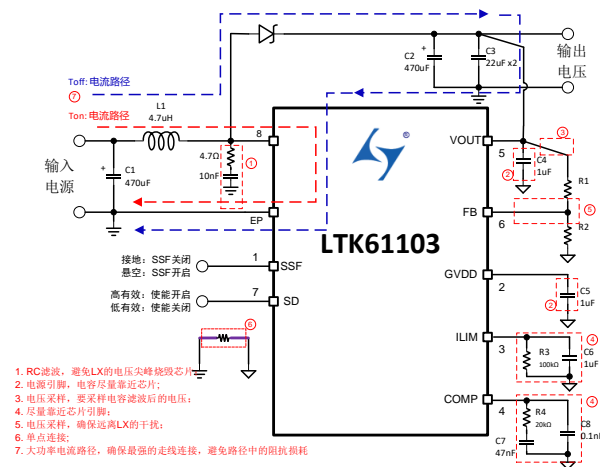 C2
470uF
C3
22uF x2
输出
电压
Toff: 电流路径
⑦
Ton: 电流路径
L1
4.7uH
8
4.7Ω
10nF
①
C1
470uF
输入
电源
EP
®
LTK61103
VOUT
5
③
C4
1uF
②
R1
FB
6
⑤
R2
GVDD
2
C5
1uF
②
ILIM
3
④
R3
100kΩ
C6
1uF
COMP
4
④
R4
20kΩ
C7
47nF
C8
0.1nF
接地: SSF关闭
悬空: SSF开启
1
SSF
高有效: 使能开启
低有效: 使能关闭
7
SD
⑥
1. RC滤波, 避免LX的电压尖峰烧毁芯片
2. 电源引脚, 电容尽量靠近芯片;
3. 电压采样, 要采样电容滤波后的电压;
4. 尽量靠近芯片引脚;
5. 电压采样, 确保远离LX的干扰;
6. 单点连接;
7. 大功率电流路径, 确保最强的走线连接, 避免路径中的阻抗损耗